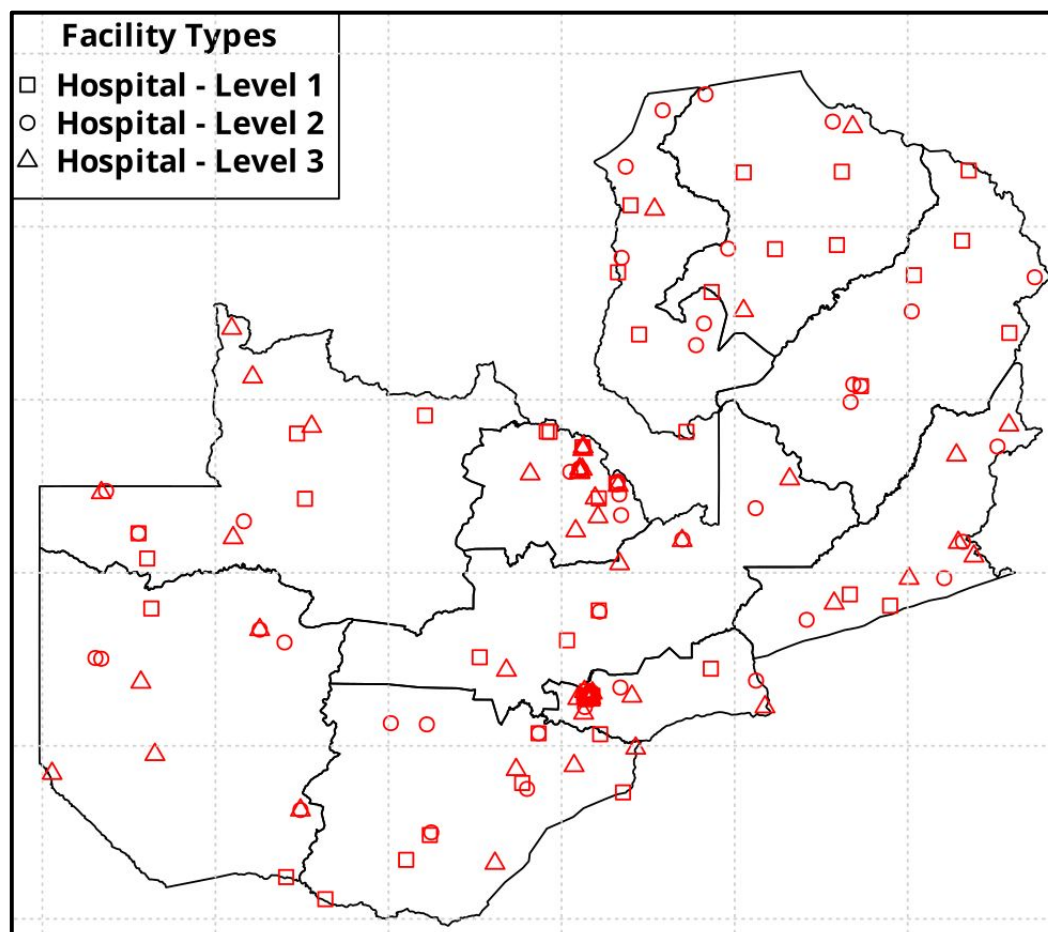 Facility Types
Hospital - Level 1
Hospital - Level 2
Hospital - Level 3